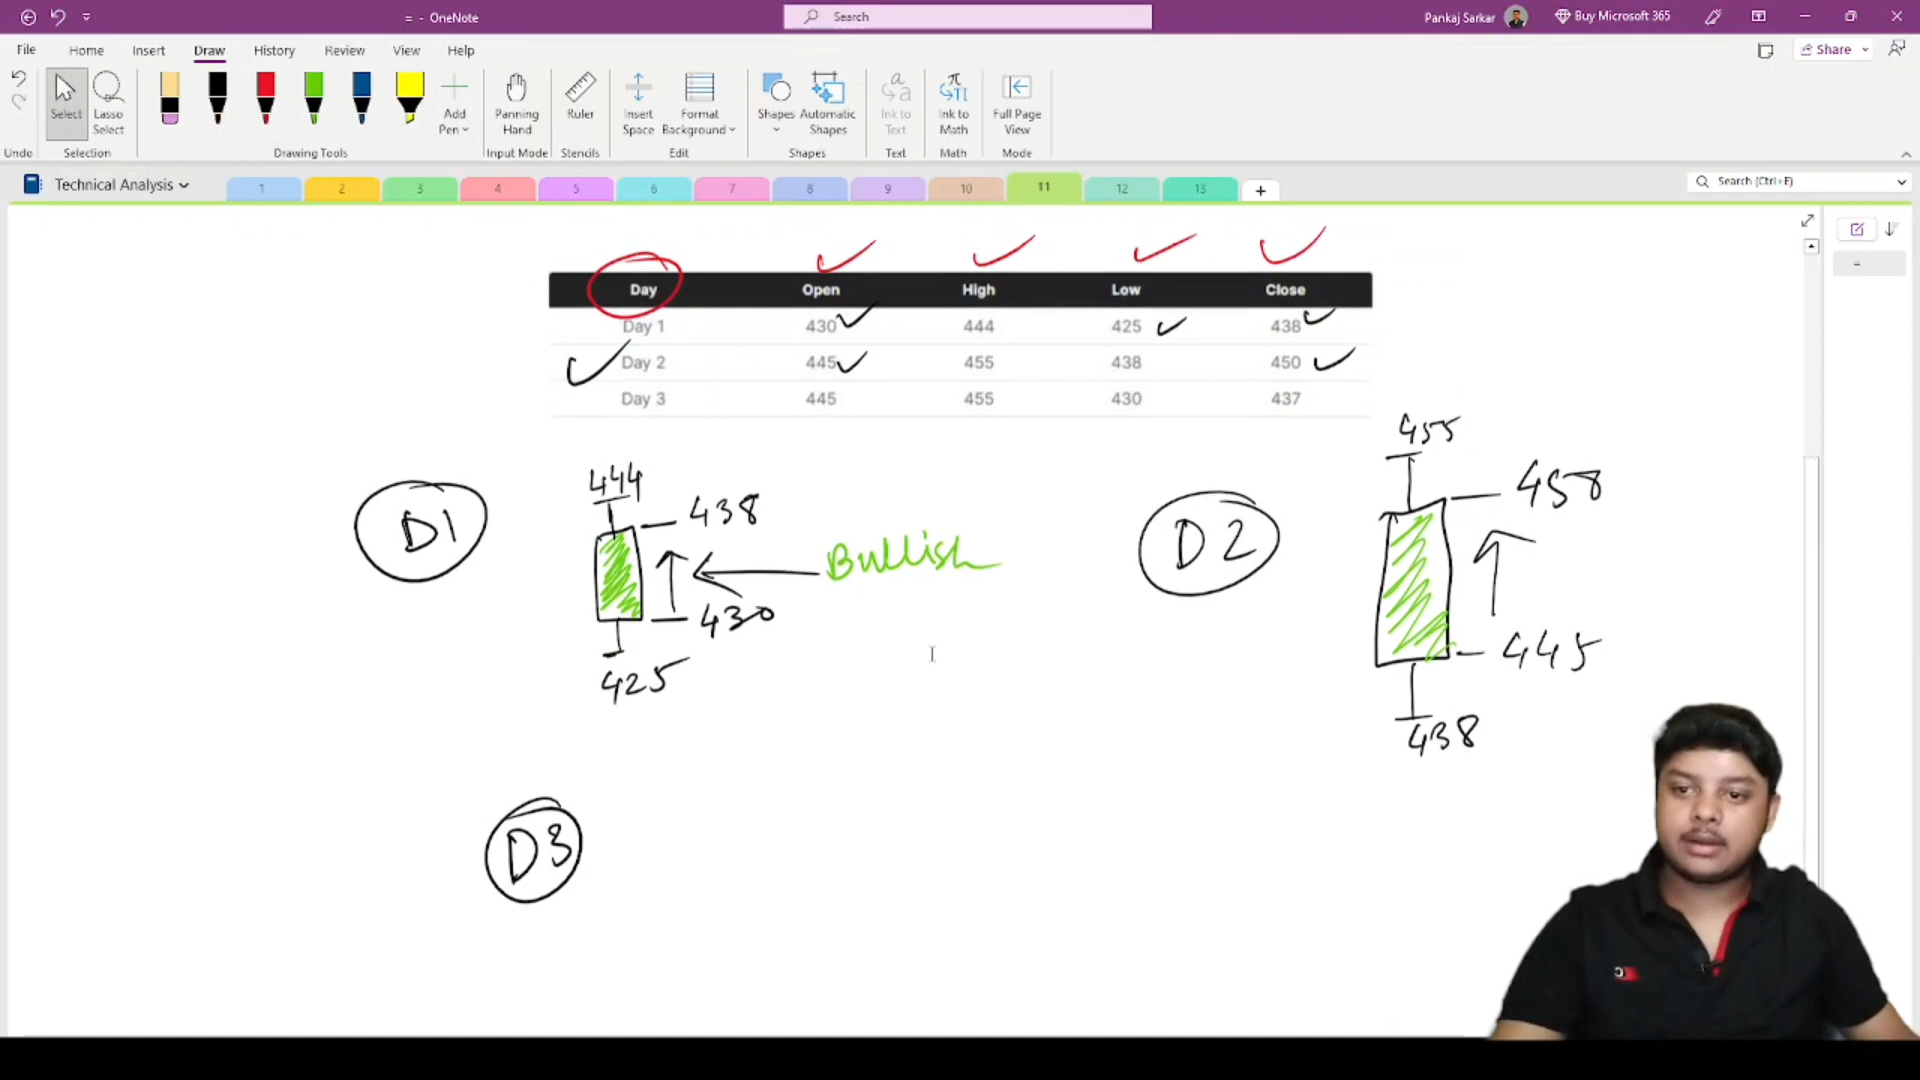 = - OneNote
Search
Pankaj Sarkar
Buy Microsoft 365
File Home Insert Draw History Review View Help
Share
Select
Lasso Select
Add Pen
Panning Hand
Ruler
Insert Space
Format Background
Shapes
Automatic Shapes
Ink to Text
Ink to Math
Full Page View
Undo Selection Drawing Tools Input Mode Stencils Edit Shapes Text Math Mode
Technical Analysis 1 2 3 4 5 6 7 8 9 10 11 12 13 +
Search (Ctrl+E)
=
Day Open High Low Close
Day 1 430 444 425 438
Day 2 445 455 438 450
Day 3 445 455 430 437
D1
444
438
Bullish
430
425
D2
455
458
445
438
D3